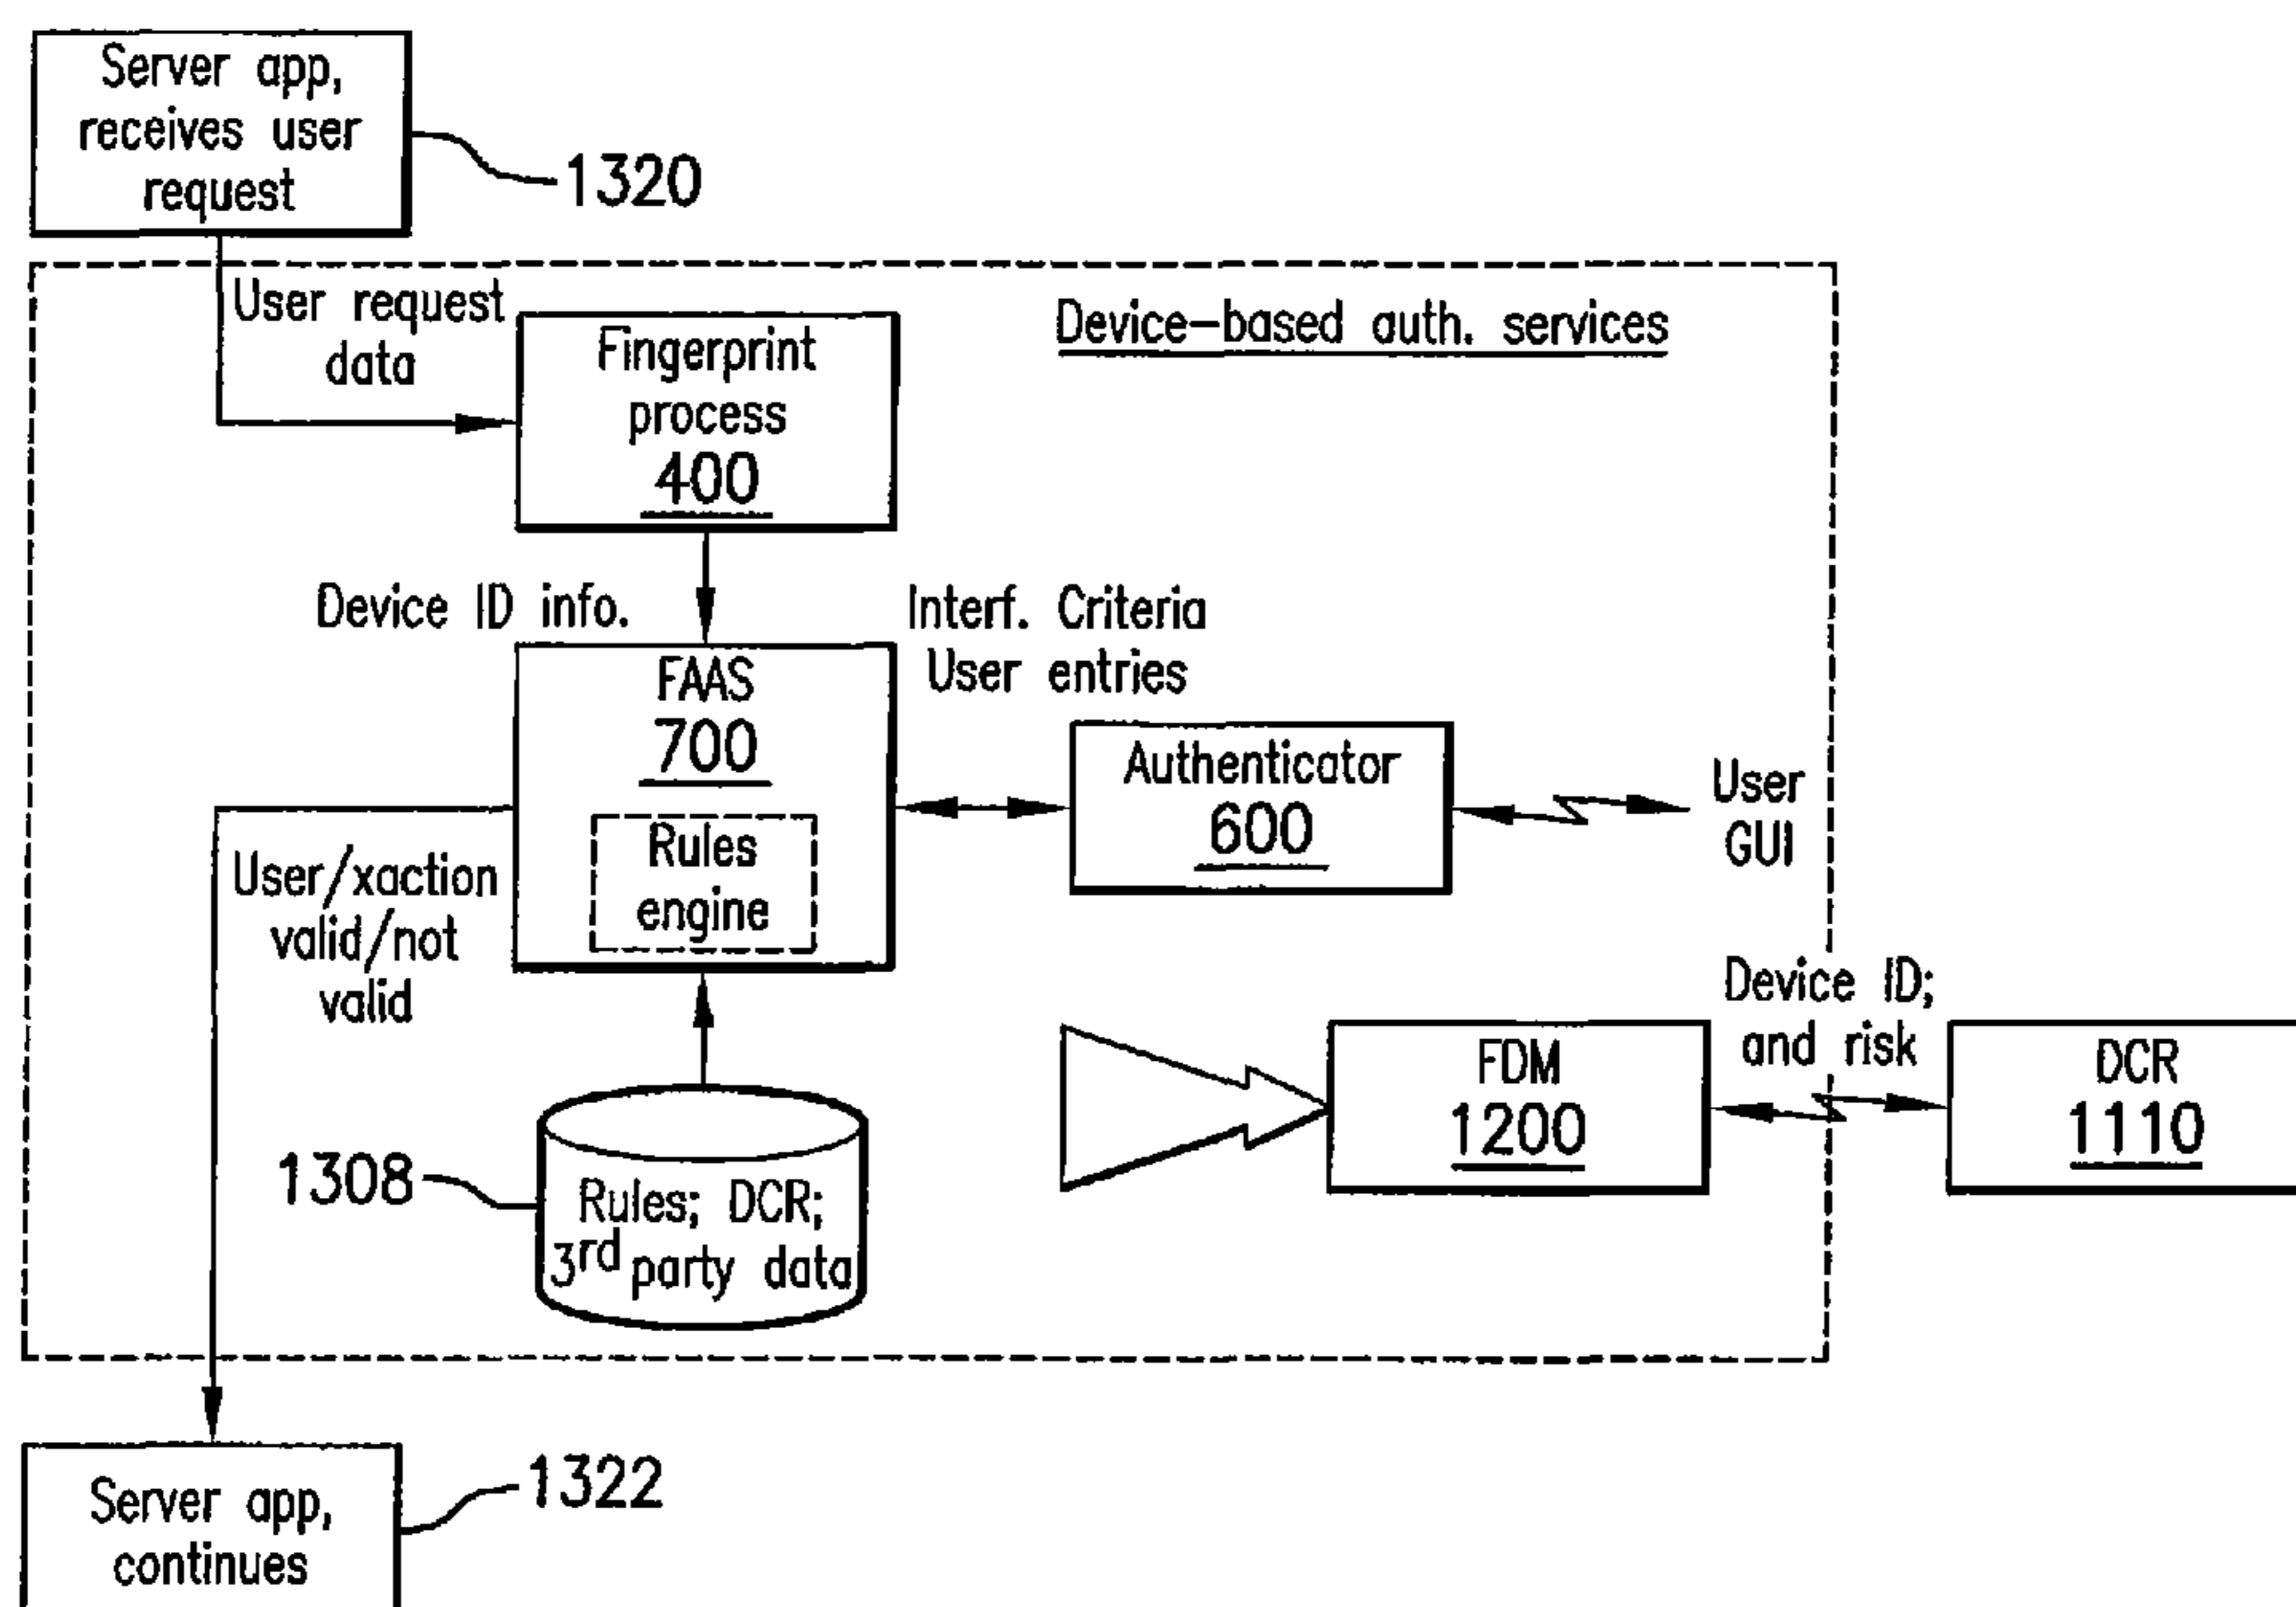 Server app,
receives user
request
1320
User request
data
Device-based auth. services
Fingerprint
process
400
Device ID info.
Interf. Criteria
User entries
FAAS
700
Rules
engine
Authenticator
600
User
GUI
User/xaction
valid/not
valid
Device ID;
and risk
FDM
1200
DCR
1110
1308
Rules; DCR;
3rd party data
1322
Server app,
continues